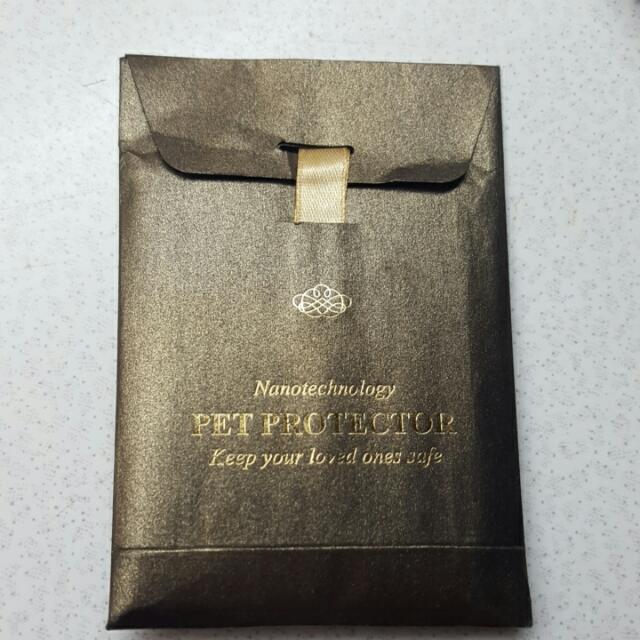 Nanotechnology
PET PROTECTOR
Keep your loved ones safe